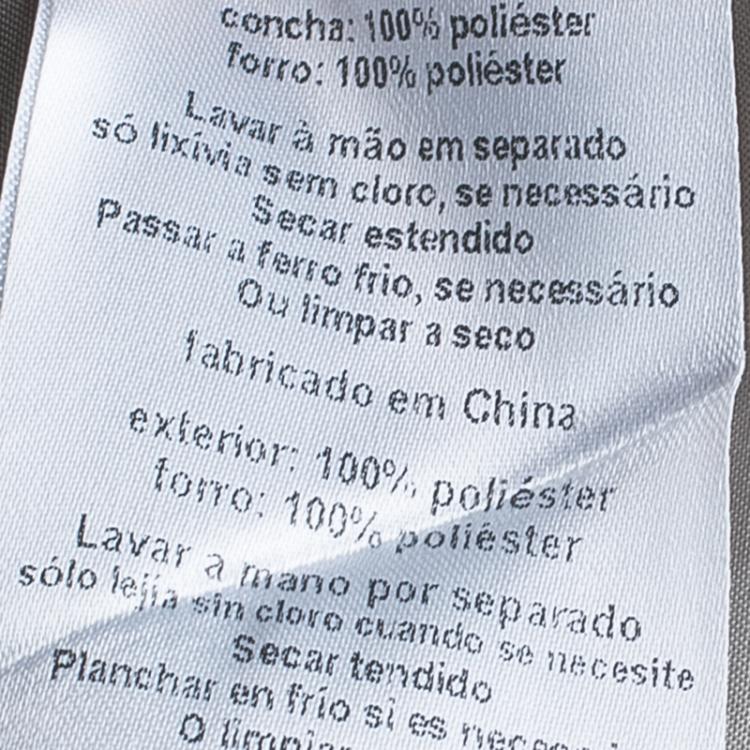 concha: 100% poliéster
forro: 100% poliéster
Lavar à mão em separado
só lixívia sem cloro, se necessário
Secar estendido
Passar a ferro frio, se necessário
Ou limpar a seco
fabricado em China
exterior: 100% poliéster
forro: 100% poliéster
Lavar a mano por separado
sólo lejía sin cloro cuando se necesite
Secar tendido
Planchar en frío si es
O